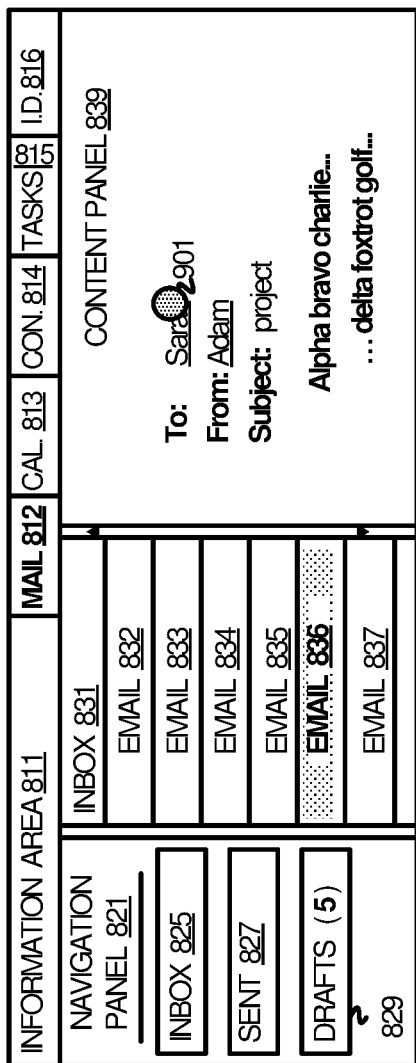 INFORMATION AREA 811
MAIL 812
CAL. 813
CON. 814
TASKS 815
I.D. 816
NAVIGATION
PANEL 821
INBOX 825
SENT 827
DRAFTS (5)
829
INBOX 831
EMAIL 832
EMAIL 833
EMAIL 834
EMAIL 835
EMAIL 836
EMAIL 837
CONTENT PANEL 839
To: 901
From: Adam
Subject: project
Alpha bravo charlie...
...delta foxtrot golf...